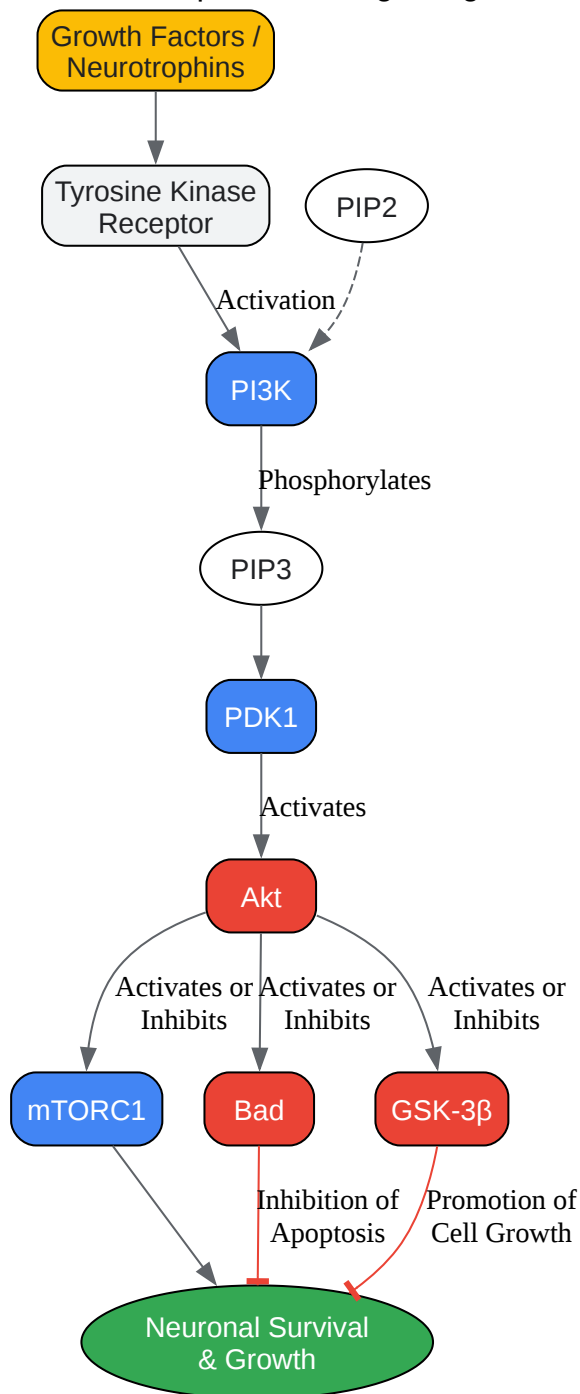 Growth Factors /
Neurotrophins
Tyrosine Kinase
Receptor
PIP2
Activation
PI3K
Phosphorylates
PIP3
PDK1
Activates
Akt
Activates or
Inhibits
Activates or
Inhibits
Activates or
Inhibits
mTORC1
Bad
GSK-3β
Inhibition of
Apoptosis
Promotion of
Cell Growth
Neuronal Survival
& Growth